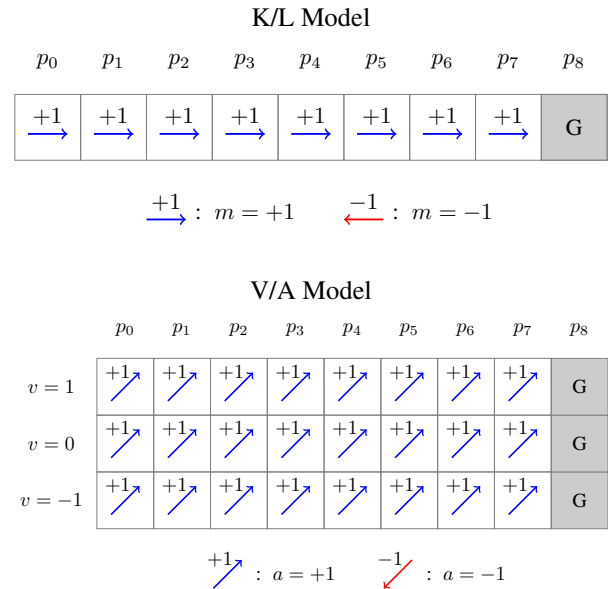 K/L Model
p₀ p₁ p₂ p₃ p₄ p₅ p₆ p₇ p₈
+1 +1 +1 +1 +1 +1 +1 +1 G
+1 : m = +1 −1 : m = −1
V/A Model
p₀ p₁ p₂ p₃ p₄ p₅ p₆ p₇ p₈
v = 1 +1 +1 +1 +1 +1 +1 +1 +1 G
v = 0 +1 +1 +1 +1 +1 +1 +1 +1 G
v = −1 +1 +1 +1 +1 +1 +1 +1 +1 G
+1 : a = +1 −1 : a = −1